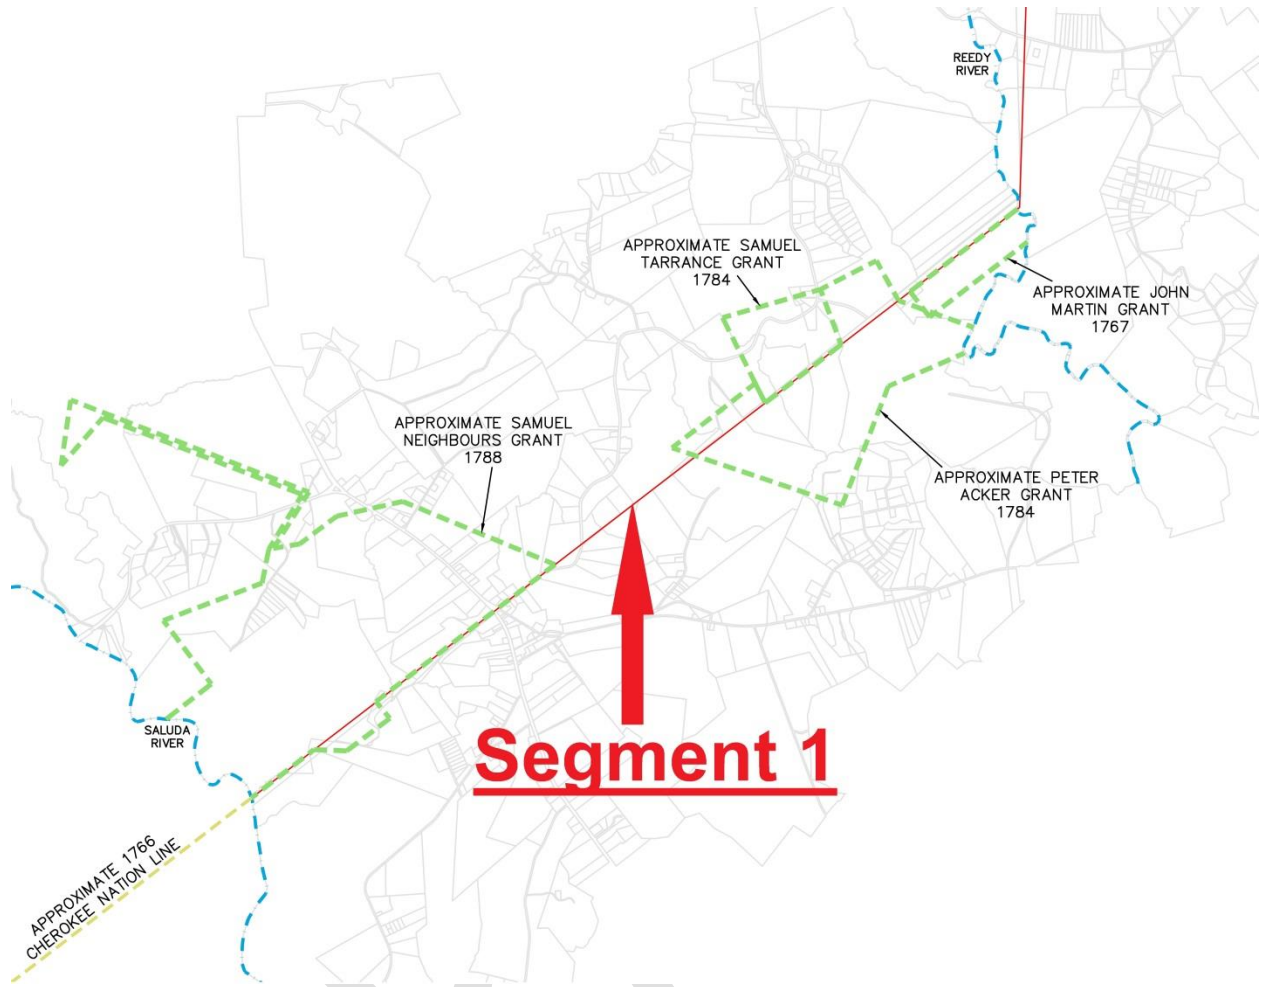 REEDY
RIVER
APPROXIMATE SAMUEL
TARRANCE GRANT
1784
APPROXIMATE JOHN
MARTIN GRANT
1767
APPROXIMATE SAMUEL
NEIGHBOURS GRANT
1788
APPROXIMATE PETER
ACKER GRANT
1784
SALUDA
RIVER
Segment 1
APPROXIMATE 1766
CHEROKEE NATION LINE